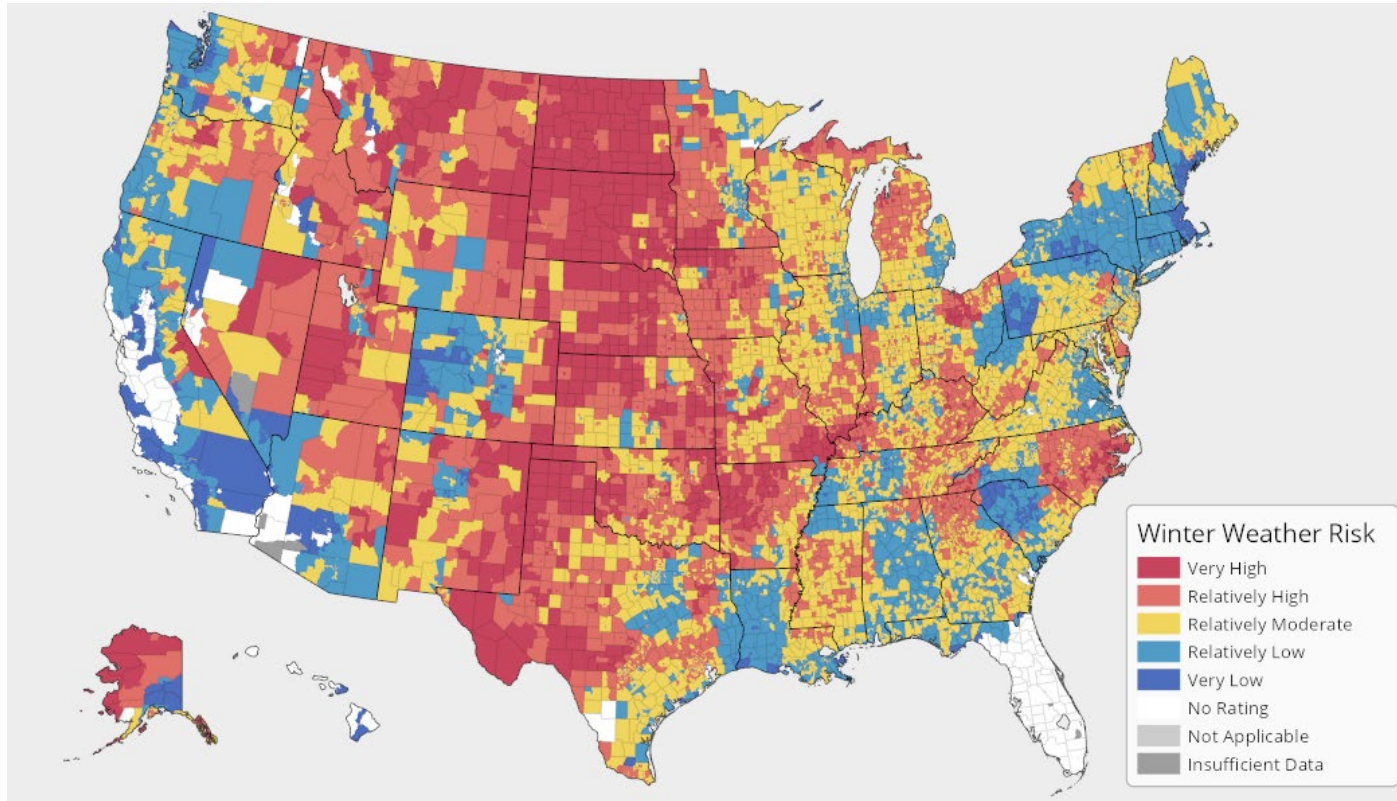 Winter Weather Risk
Very High
Relatively High
Relatively Moderate
Relatively Low
Very Low
No Rating
Not Applicable
Insufficient Data